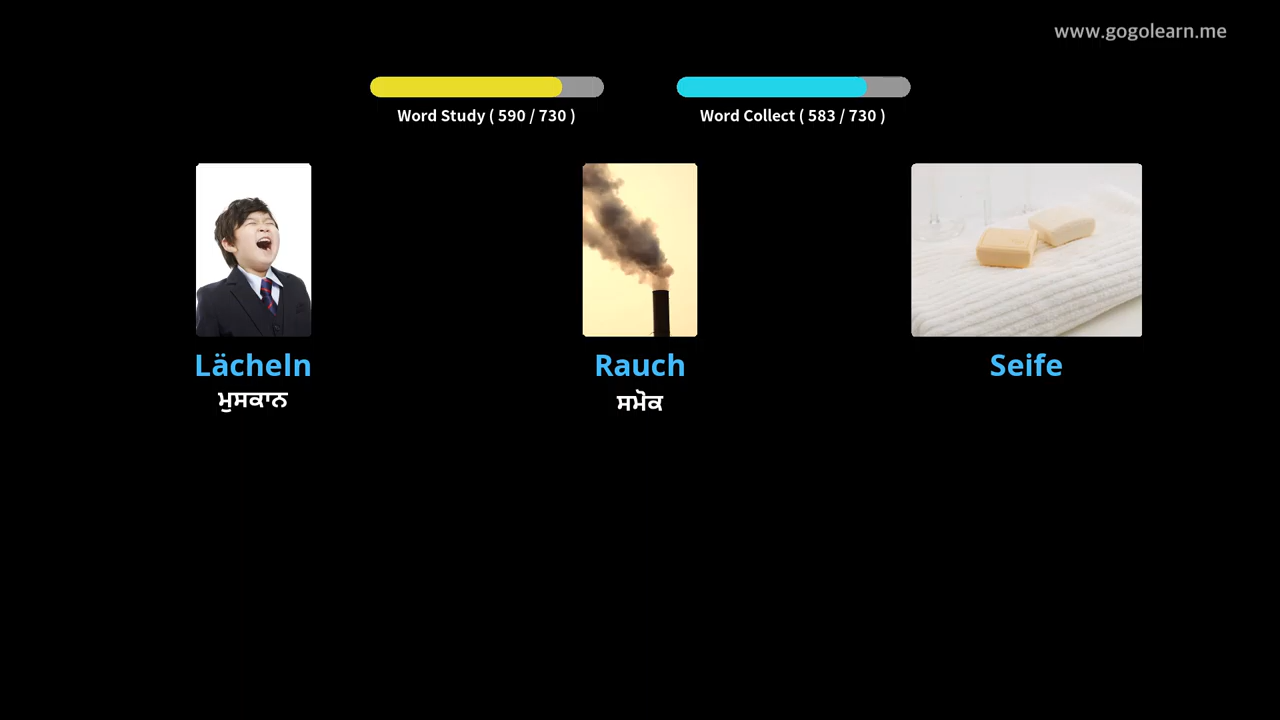 www.gogolearn.me
Word Study ( 590 / 730 )
Word Collect ( 583 / 730 )
Lächeln
ਮੁਸਕਾਨ
Rauch
ਸਮੋਕ
Seife